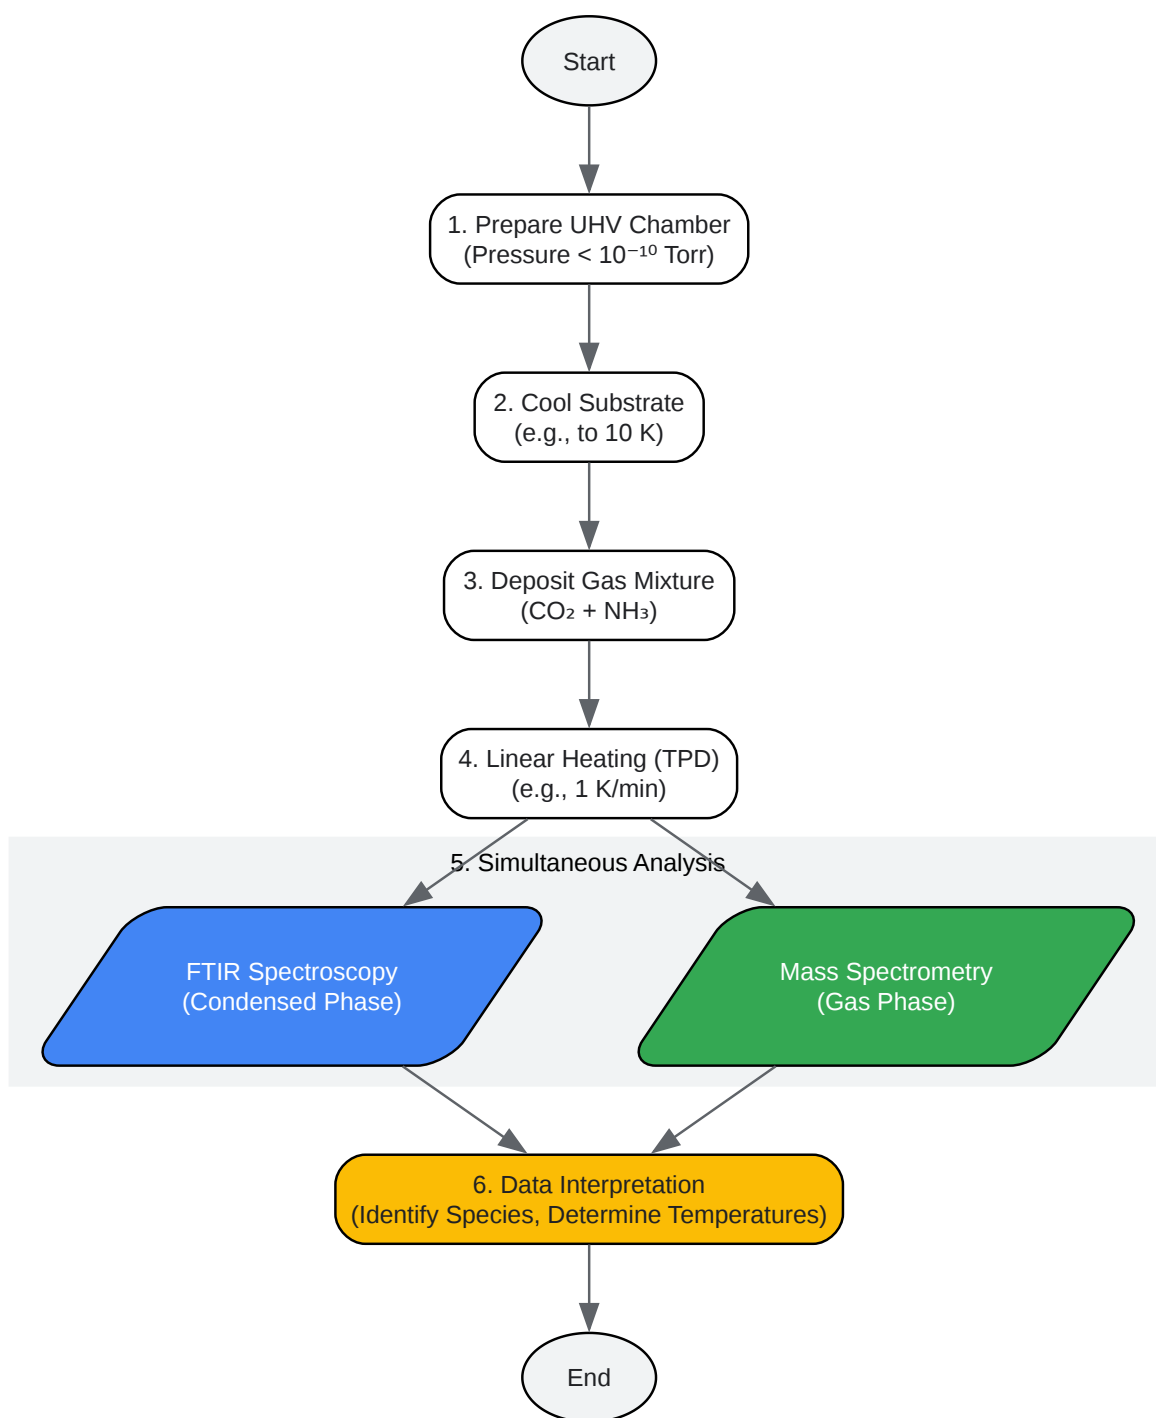 Start
1. Prepare UHV Chamber
(Pressure < 10⁻¹⁰ Torr)
2. Cool Substrate
(e.g., to 10 K)
3. Deposit Gas Mixture
(CO₂ + NH₃)
4. Linear Heating (TPD)
(e.g., 1 K/min)
5. Simultaneous Analysis
FTIR Spectroscopy
(Condensed Phase)
Mass Spectrometry
(Gas Phase)
6. Data Interpretation
(Identify Species, Determine Temperatures)
End